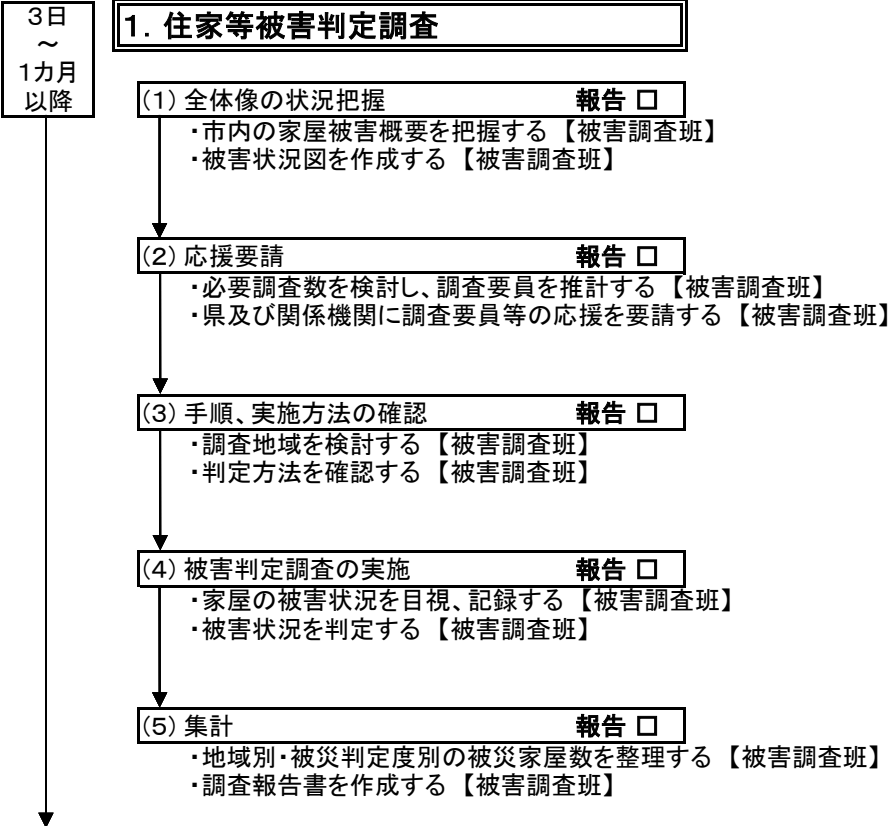 3日
～
1カ月
以降
1．住家等被害判定調査
(1) 全体像の状況把握 報告 □
・市内の家屋被害概要を把握する 【被害調査班】
・被害状況図を作成する 【被害調査班】
(2) 応援要請 報告 □
・必要調査数を検討し、調査要員を推計する 【被害調査班】
・県及び関係機関に調査要員等の応援を要請する 【被害調査班】
(3) 手順、実施方法の確認 報告 □
・調査地域を検討する 【被害調査班】
・判定方法を確認する 【被害調査班】
(4) 被害判定調査の実施 報告 □
・家屋の被害状況を目視、記録する 【被害調査班】
・被害状況を判定する 【被害調査班】
(5) 集計 報告 □
・地域別・被災判定度別の被災家屋数を整理する 【被害調査班】
・調査報告書を作成する 【被害調査班】